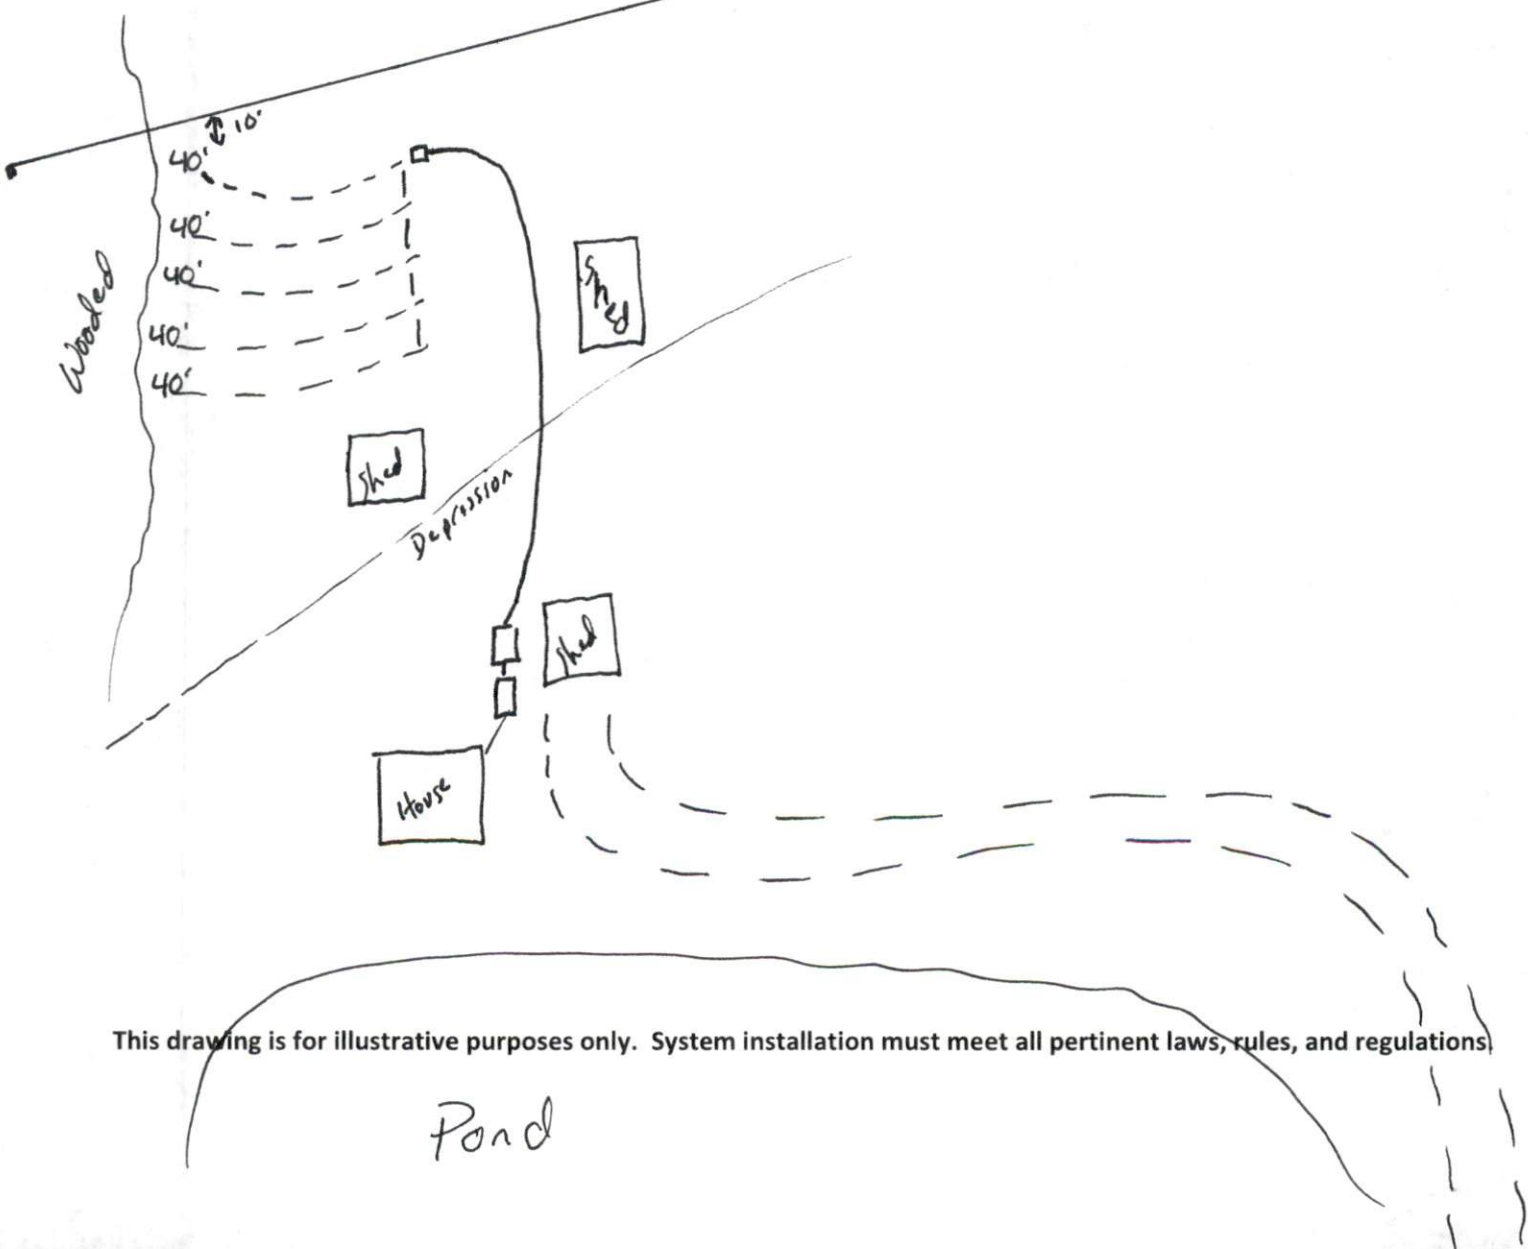 10'
40'
40'
40'
40'
40'
Wooded
Shed
Shed
Depression
Shed
House
This drawing is for illustrative purposes only.  System installation must meet all pertinent laws, rules, and regulations
Pond